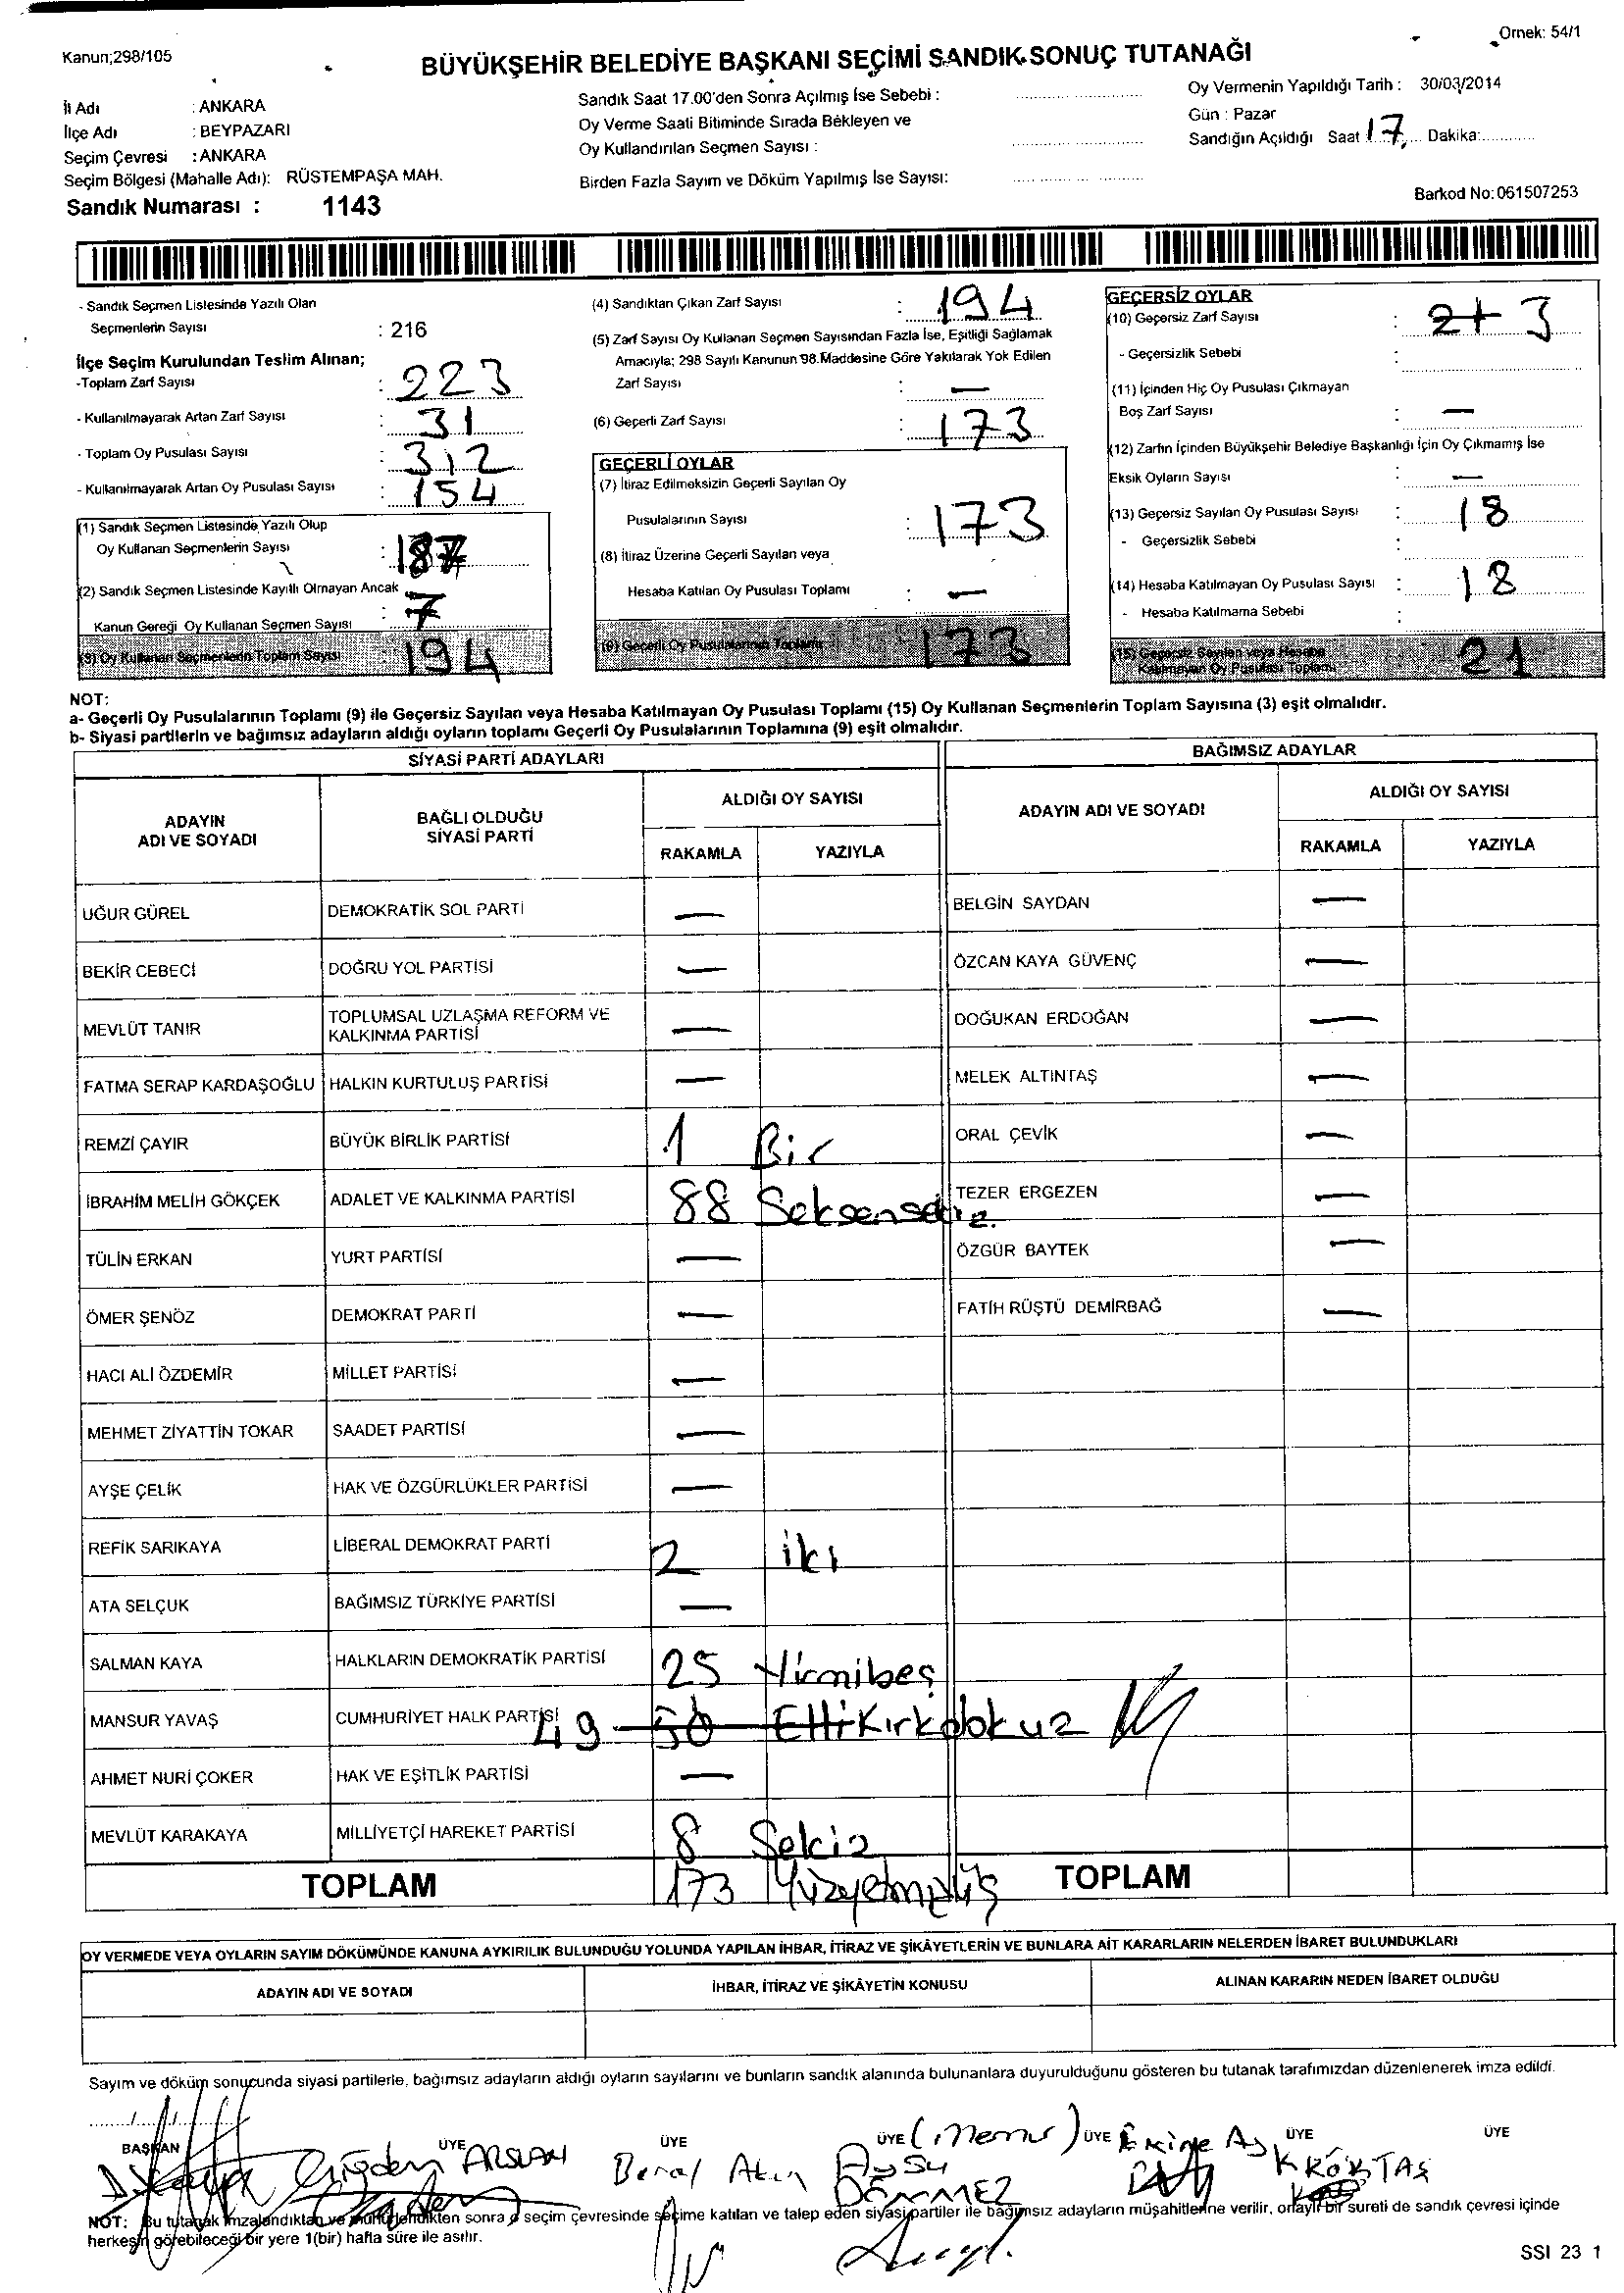 Kanun;298/105
Ornek: 54/1
BÜYÜKŞEHİR BELEDİYE BAŞKANI SEÇİMİ SANDIK SONUÇ TUTANAĞI
İl Adı : ANKARA
İlçe Adı : BEYPAZARI
Seçim Çevresi : ANKARA
Seçim Bölgesi (Mahalle Adı): RÜSTEMPAŞA MAH.
Sandık Numarası : 1143
Sandık Saat 17.00'den Sonra Açılmış İse Sebebi :
Oy Verme Saati Bitiminde Sırada Bekleyen ve
Oy Kullandırılan Seçmen Sayısı :
Birden Fazla Sayım ve Döküm Yapılmış İse Sayısı:
Oy Vermenin Yapıldığı Tarih : 30/03/2014
Gün : Pazar
Sandığın Açıldığı Saat 17 Dakika:
Barkod No:061507253
- Sandık Seçmen Listesinde Yazılı Olan
Seçmenlerin Sayısı : 216
İlçe Seçim Kurulundan Teslim Alınan;
-Toplam Zarf Sayısı : 223
- Kullanılmayarak Artan Zarf Sayısı : 31
- Toplam Oy Pusulası Sayısı : 312
- Kullanılmayarak Artan Oy Pusulası Sayısı : 154
(1) Sandık Seçmen Listesinde Yazılı Olup
Oy Kullanan Seçmenlerin Sayısı : 187
(2) Sandık Seçmen Listesinde Kayıtlı Olmayan Ancak
Kanun Gereği Oy Kullanan Seçmen Sayısı : 7
(3) Oy Kullanan Seçmenlerin Toplam Sayısı 194
(4) Sandıktan Çıkan Zarf Sayısı : 194
(5) Zarf Sayısı Oy Kullanan Seçmen Sayısından Fazla İse, Eşitliği Sağlamak
Amacıyla; 298 Sayılı Kanunun 98.Maddesine Göre Yakılarak Yok Edilen
Zarf Sayısı : —
(6) Geçerli Zarf Sayısı : 173
GEÇERLİ OYLAR
(7) İtiraz Edilmeksizin Geçerli Sayılan Oy
Pusulalarının Sayısı : 173
(8) İtiraz Üzerine Geçerli Sayılan veya
Hesaba Katılan Oy Pusulası Toplamı : —
(9) Geçerli Oy Pusulalarının Toplamı 173
GEÇERSİZ OYLAR
(10) Geçersiz Zarf Sayısı : 2+ 3
- Geçersizlik Sebebi :
(11) İçinden Hiç Oy Pusulası Çıkmayan
Boş Zarf Sayısı : —
(12) Zarfın İçinden Büyükşehir Belediye Başkanlığı İçin Oy Çıkmamış İse
Eksik Oyların Sayısı —
(13) Geçersiz Sayılan Oy Pusulası Sayısı : 18
- Geçersizlik Sebebi :
(14) Hesaba Katılmayan Oy Pusulası Sayısı : 18
- Hesaba Katılmama Sebebi :
(15) Geçersiz Sayılan veya Hesaba
Katılmayan Oy Pusulası Toplamı 21
NOT:
a- Geçerli Oy Pusulalarının Toplamı (9) ile Geçersiz Sayılan veya Hesaba Katılmayan Oy Pusulası Toplamı (15) Oy Kullanan Seçmenlerin Toplam Sayısına (3) eşit olmalıdır.
b- Siyasi partilerin ve bağımsız adayların aldığı oyların toplamı Geçerli Oy Pusulalarının Toplamına (9) eşit olmalıdır.
SİYASİ PARTİ ADAYLARI
ADAYIN ADI VE SOYADI
BAĞLI OLDUĞU SİYASİ PARTİ
ALDIĞI OY SAYISI
RAKAMLA YAZIYLA
UĞUR GÜREL DEMOKRATİK SOL PARTİ —
BEKİR CEBECİ DOĞRU YOL PARTİSİ —
MEVLÜT TANIR TOPLUMSAL UZLAŞMA REFORM VE KALKINMA PARTİSİ —
FATMA SERAP KARDAŞOĞLU HALKIN KURTULUŞ PARTİSİ —
REMZİ ÇAYIR BÜYÜK BİRLİK PARTİSİ 1 Bir
İBRAHİM MELİH GÖKÇEK ADALET VE KALKINMA PARTİSİ 88 Seksensekiz
TÜLİN ERKAN YURT PARTİSİ —
ÖMER ŞENÖZ DEMOKRAT PARTİ —
HACI ALİ ÖZDEMİR MİLLET PARTİSİ —
MEHMET ZİYATTİN TOKAR SAADET PARTİSİ —
AYŞE ÇELİK HAK VE ÖZGÜRLÜKLER PARTİSİ —
REFİK SARIKAYA LİBERAL DEMOKRAT PARTİ 2 iki
ATA SELÇUK BAĞIMSIZ TÜRKİYE PARTİSİ —
SALMAN KAYA HALKLARIN DEMOKRATİK PARTİSİ 25 Yirmibeş
MANSUR YAVAŞ CUMHURİYET HALK PARTİSİ 49 50 Elli Kırkdokuz
AHMET NURİ ÇOKER HAK VE EŞİTLİK PARTİSİ —
MEVLÜT KARAKAYA MİLLİYETÇİ HAREKET PARTİSİ 8 Sekiz
TOPLAM 173 Yüzyetmişüç
BAĞIMSIZ ADAYLAR
ADAYIN ADI VE SOYADI
ALDIĞI OY SAYISI
RAKAMLA YAZIYLA
BELGİN SAYDAN —
ÖZCAN KAYA GÜVENÇ —
DOĞUKAN ERDOĞAN —
MELEK ALTINTAŞ —
ORAL ÇEVİK —
TEZER ERGEZEN —
ÖZGÜR BAYTEK —
FATİH RÜŞTÜ DEMİRBAĞ —
TOPLAM
OY VERMEDE VEYA OYLARIN SAYIM DÖKÜMÜNDE KANUNA AYKIRILIK BULUNDUĞU YOLUNDA YAPILAN İHBAR, İTİRAZ VE ŞİKÂYETLERİN VE BUNLARA AİT KARARLARIN NELERDEN İBARET BULUNDUKLARI
ADAYIN ADI VE SOYADI
İHBAR, İTİRAZ VE ŞİKÂYETİN KONUSU
ALINAN KARARIN NEDEN İBARET OLDUĞU
Sayım ve döküm sonucunda siyasi partilerle, bağımsız adayların aldığı oyların sayılarını ve bunların sandık alanında bulunanlara duyurulduğunu gösteren bu tutanak tarafımızdan düzenlenerek imza edildi.
BAŞKAN ÜYE ÜYE ÜYE (Memur) ÜYE ÜYE ÜYE
Çiğdem ARSLAN Beral Akın Aysu DÖNMEZ Emine KKÖKTAŞ
NOT: Bu tutanak imzalandıktan ve mühürlendikten sonra o seçim çevresinde seçime katılan ve talep eden siyasi partiler ile bağımsız adayların müşahitlerine verilir, onaylı bir sureti de sandık çevresi içinde
herkesin görebileceği bir yere 1(bir) hafta süre ile asılır.
SSI 23 1